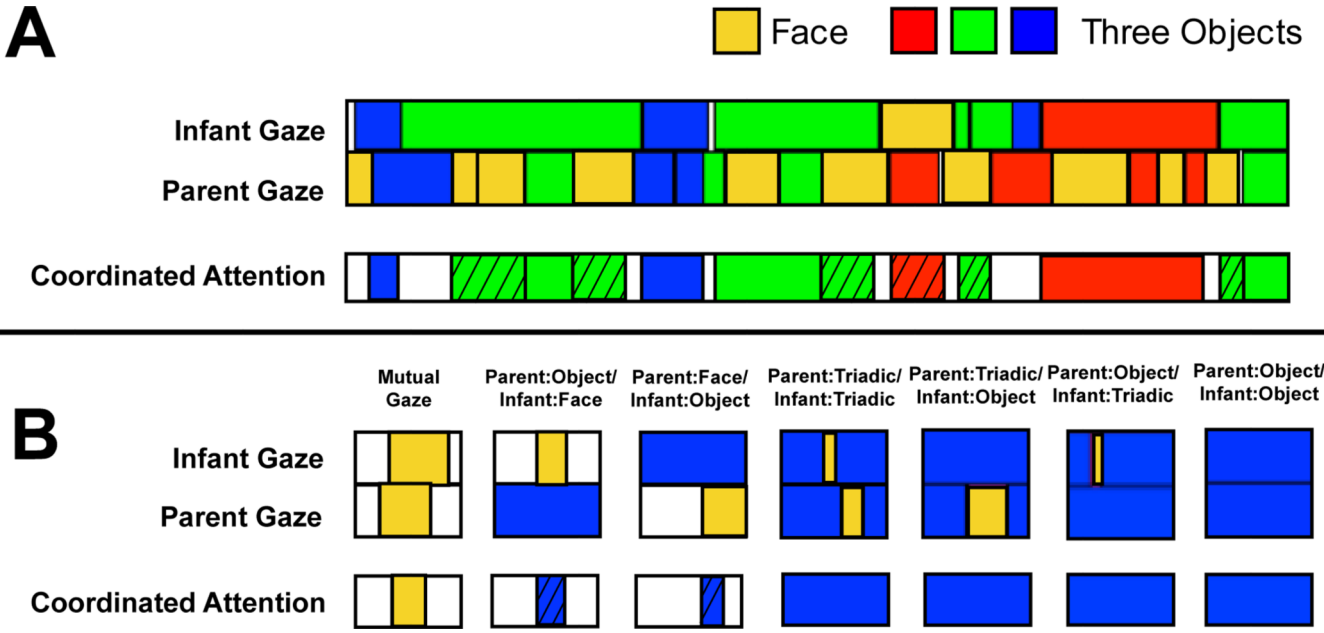 A
Face
Three Objects
Infant Gaze
Parent Gaze
Coordinated Attention
B
Mutual
Gaze
Parent:Object/
Infant:Face
Parent:Face/
Infant:Object
Parent:Triadic/
Infant:Triadic
Parent:Triadic/
Infant:Object
Parent:Object/
Infant:Triadic
Parent:Object/
Infant:Object
Infant Gaze
Parent Gaze
Coordinated Attention